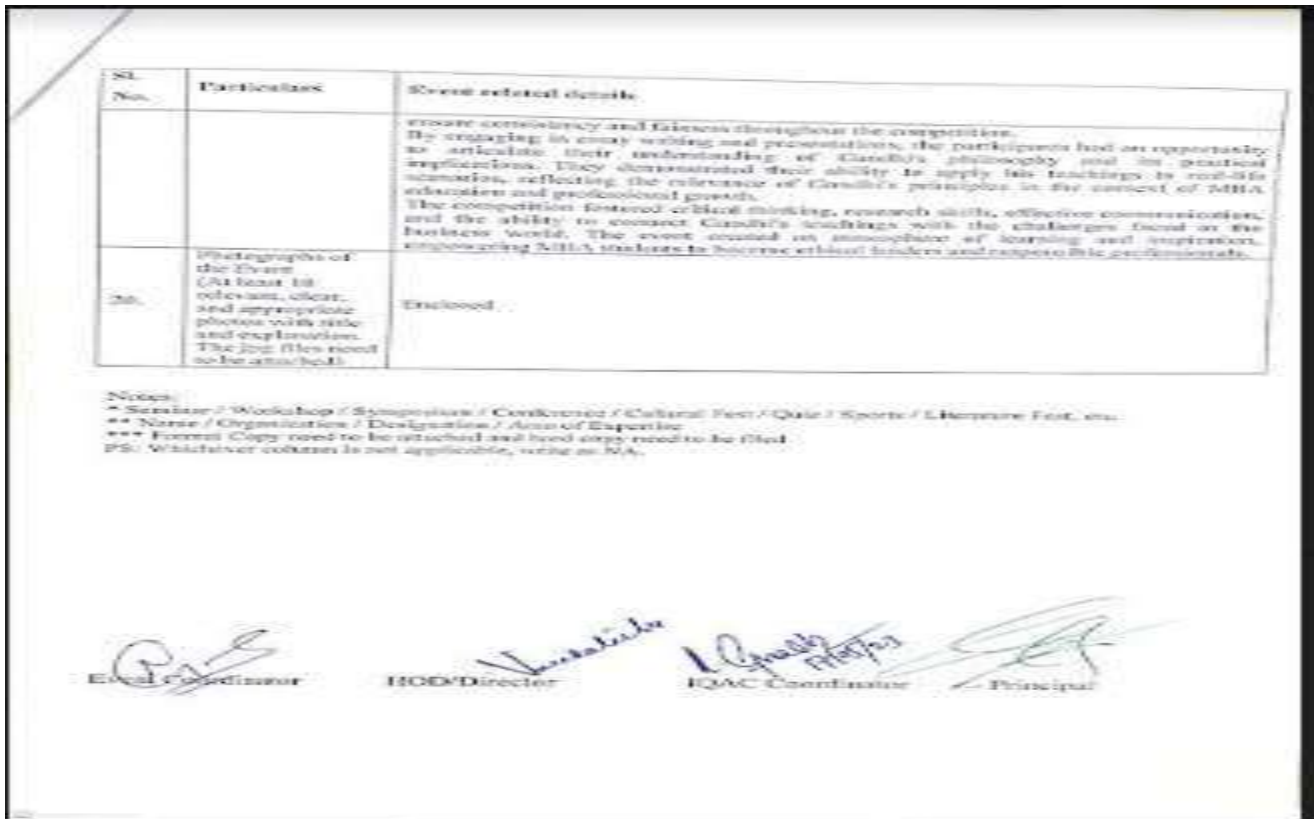 Sl. No.
Particulars
Event related details
ensure consistency and fairness throughout the competition.
By engaging in essay writing and presentations, the participants had an opportunity
to articulate their understanding of Gandhi's philosophy and its practical
implications. They demonstrated their ability to apply his teachings to real-life
scenarios, reflecting the relevance of Gandhi's principles in the context of MBA
education and professional growth.
The competition fostered critical thinking, research skills, effective communication,
and the ability to connect Gandhi's teachings with the challenges faced in the
business world. The event created an atmosphere of learning and inspiration,
empowering MBA students to become ethical leaders and responsible professionals.
20.
Photographs of
the Event
(At least 10
relevant, clear,
and appropriate
photos with title
and explanation.
The jpg files need
to be attached)
Enclosed
Notes:
* Seminar / Workshop / Symposium / Conference / Cultural Fest / Quiz / Sports / Literature Fest, etc.
** Name / Organization / Designation / Area of Expertise
*** Format Copy need to be attached and hard copy need to be filed
PS: Whichever column is not applicable, write as NA.
Event Coordinator
HOD/Director
IQAC Coordinator
Principal